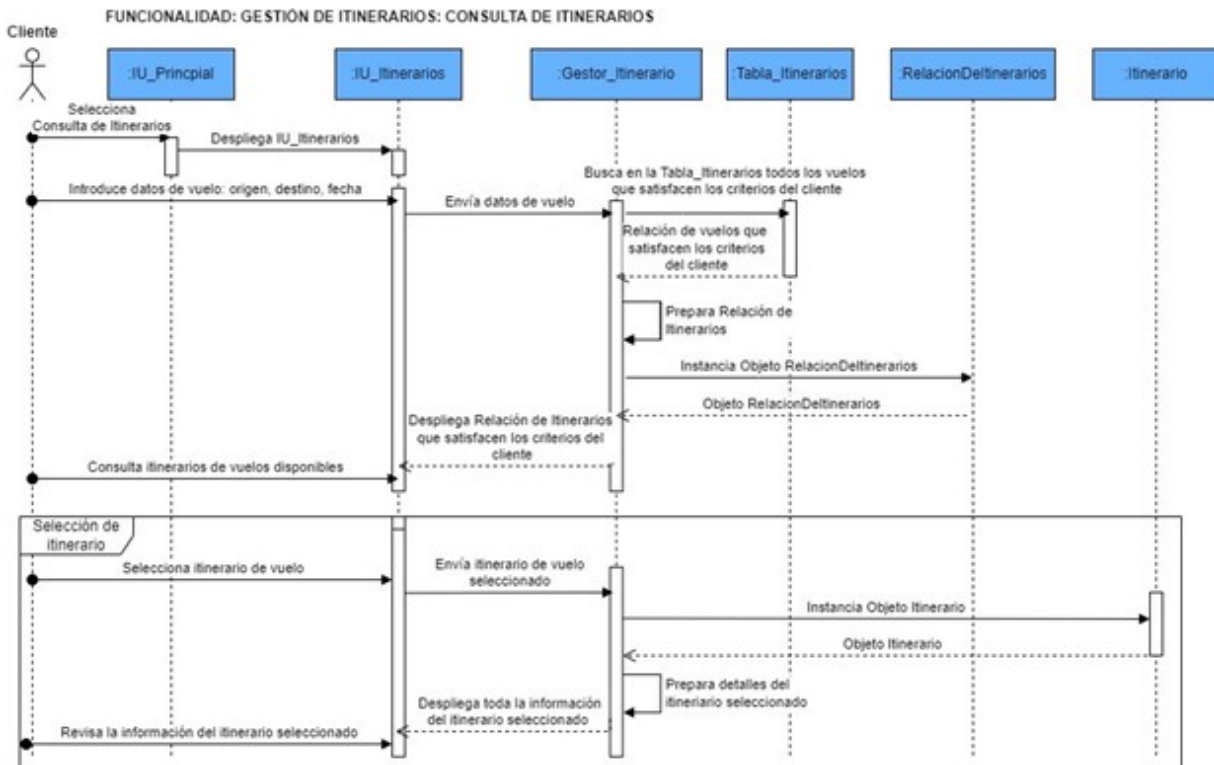 FUNCIONALIDAD: GESTIÓN DE ITINERARIOS: CONSULTA DE ITINERARIOS
Cliente
:IU_Princpial
:IU_Itinerarios
:Gestor_Itinerario
:Tabla_Itinerarios
:RelacionDeItinerarios
:Itinerario
Selecciona
Consulta de Itinerarios
Despliega IU_Itinerarios
Introduce datos de vuelo: origen, destino, fecha
Envía datos de vuelo
Busca en la Tabla_Itinerarios todos los vuelos
que satisfacen los criterios del cliente
Relación de vuelos que
satisfacen los criterios
del cliente
Prepara Relación de
Itinerarios
Instancia Objeto RelacionDeItinerarios
Objeto RelacionDeItinerarios
Despliega Relación de Itinerarios
que satisfacen los criterios del
cliente
Consulta itinerarios de vuelos disponibles
Selección de
itinerario
Selecciona itinerario de vuelo
Envía itinerario de vuelo
seleccionado
Instancia Objeto Itinerario
Objeto Itinerario
Prepara detalles del
itineriario seleccionado
Despliega toda la información
del itinerario seleccionado
Revisa la información del itinerario seleccionado